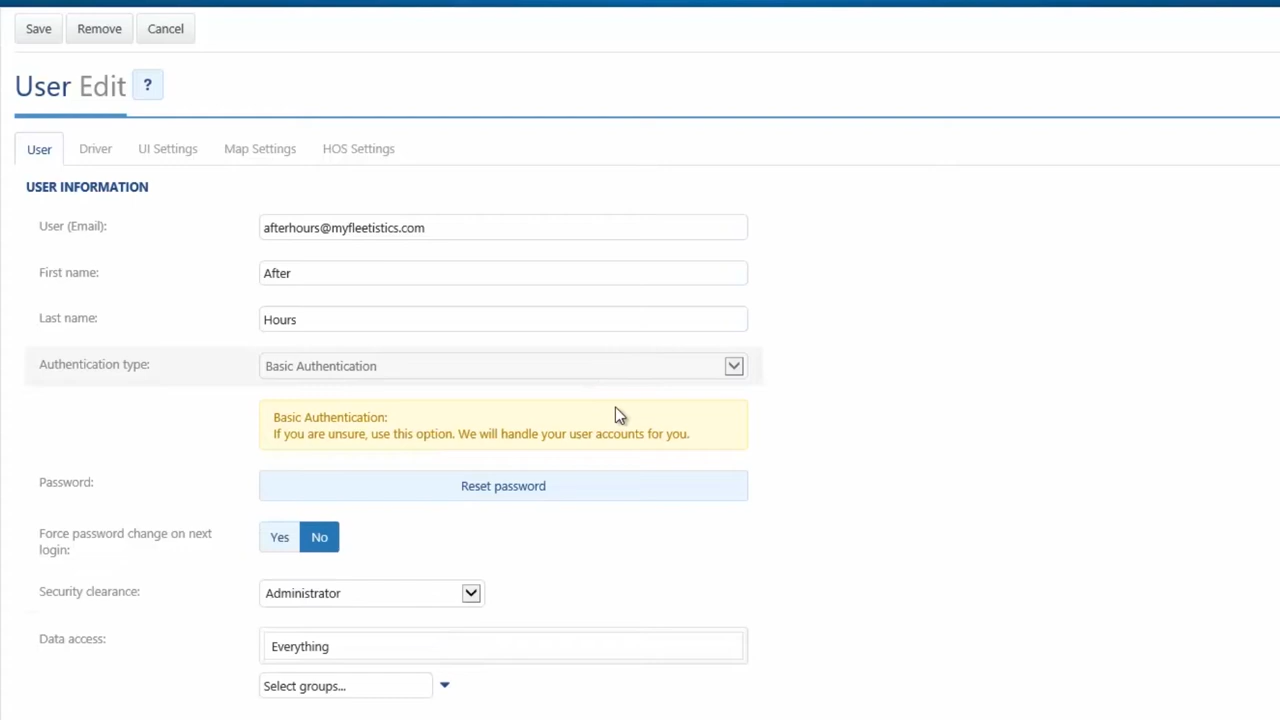 Save Remove Cancel
User Edit ?
User Driver UI Settings Map Settings HOS Settings
USER INFORMATION
User (Email): afterhours@myfleetistics.com
First name: After
Last name: Hours
Authentication type: Basic Authentication
Basic Authentication:
If you are unsure, use this option. We will handle your user accounts for you.
Password: Reset password
Force password change on next
login:
Yes No
Security clearance: Administrator
Data access: Everything
Select groups...